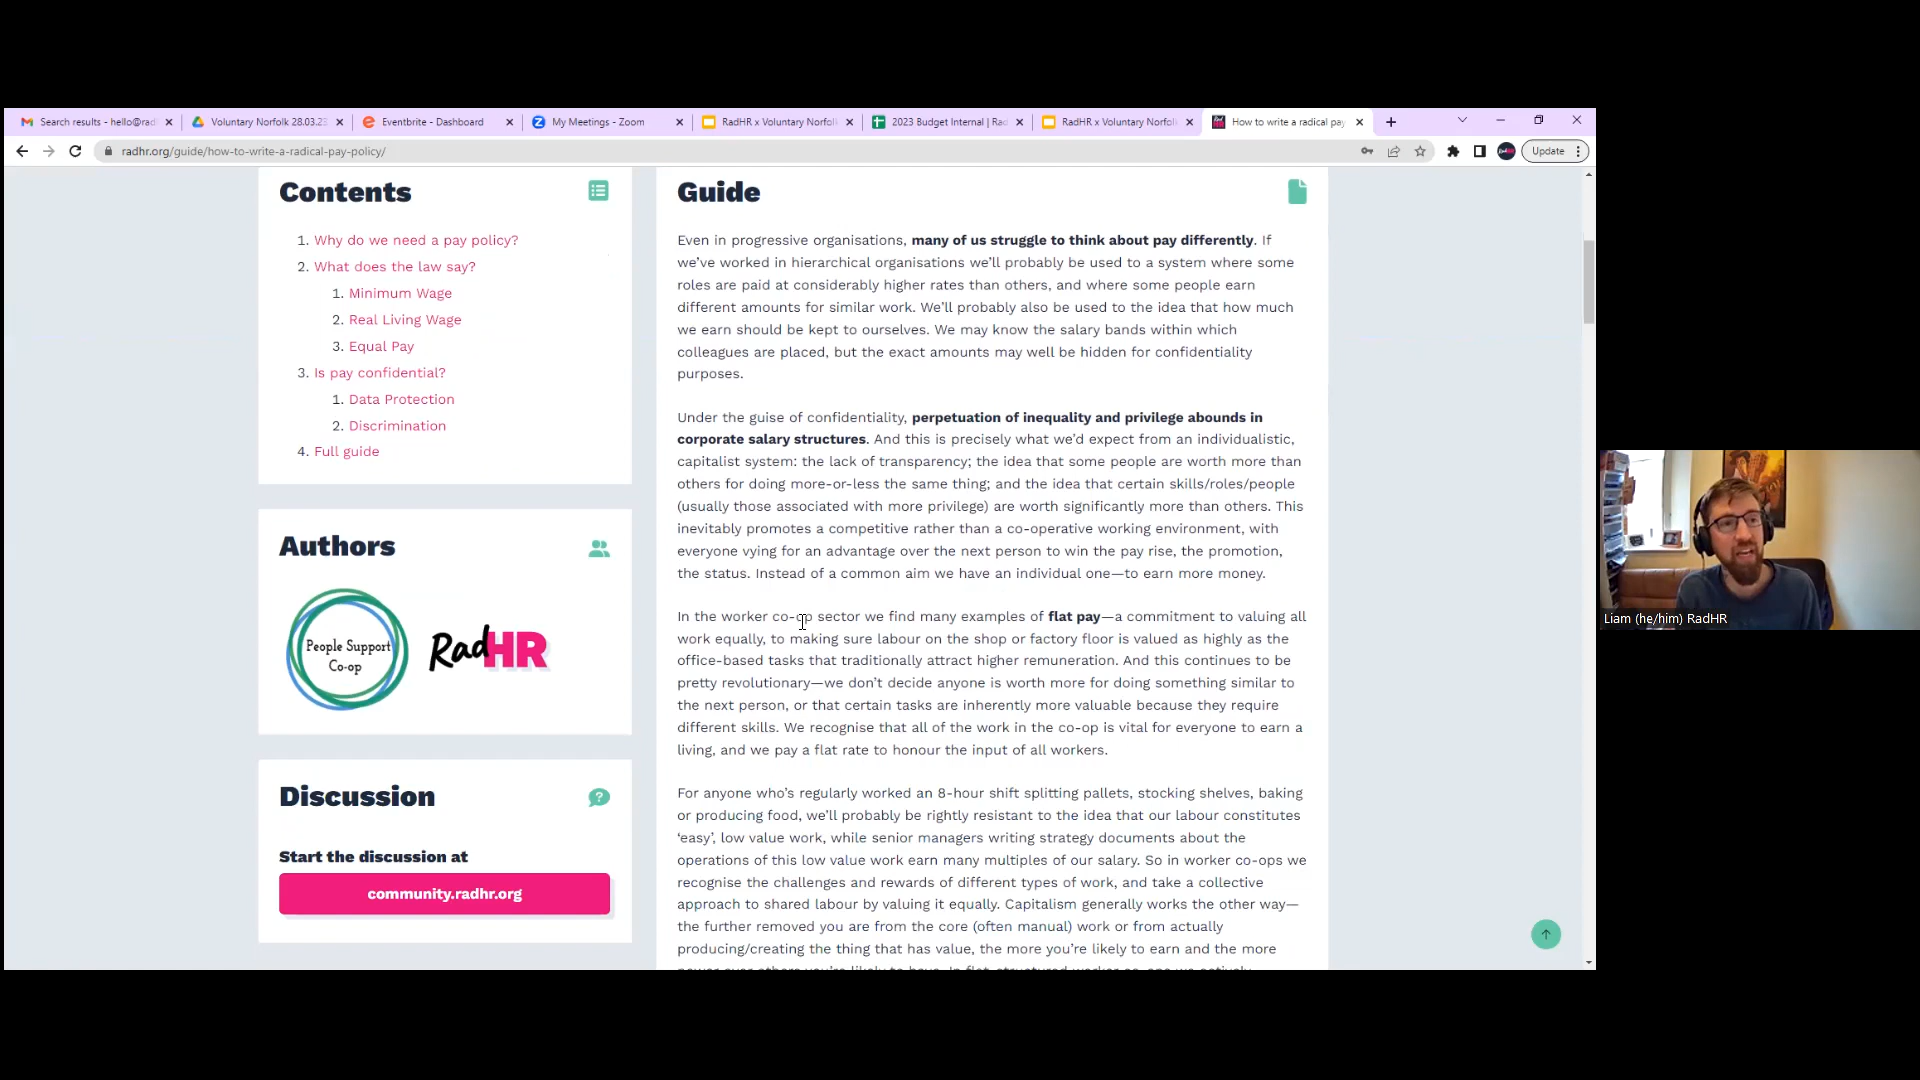 Search results - hello@rad
Voluntary Norfolk 28.03.23
Eventbrite - Dashboard
My Meetings - Zoom
RadHR x Voluntary Norfolk
2023 Budget Internal | Rad
RadHR x Voluntary Norfolk
How to write a radical pay
radhr.org/guide/how-to-write-a-radical-pay-policy/
Update
Contents
1. Why do we need a pay policy?
2. What does the law say?
1. Minimum Wage
2. Real Living Wage
3. Equal Pay
3. Is pay confidential?
1. Data Protection
2. Discrimination
4. Full guide
Authors
People Support
Co-op
RadHR
Discussion
Start the discussion at
community.radhr.org
Guide
Even in progressive organisations, many of us struggle to think about pay differently. If
we’ve worked in hierarchical organisations we’ll probably be used to a system where some
roles are paid at considerably higher rates than others, and where some people earn
different amounts for similar work. We’ll probably also be used to the idea that how much
we earn should be kept to ourselves. We may know the salary bands within which
colleagues are placed, but the exact amounts may well be hidden for confidentiality
purposes.
Under the guise of confidentiality, perpetuation of inequality and privilege abounds in
corporate salary structures. And this is precisely what we’d expect from an individualistic,
capitalist system: the lack of transparency; the idea that some people are worth more than
others for doing more-or-less the same thing; and the idea that certain skills/roles/people
(usually those associated with more privilege) are worth significantly more than others. This
inevitably promotes a competitive rather than a co-operative working environment, with
everyone vying for an advantage over the next person to win the pay rise, the promotion,
the status. Instead of a common aim we have an individual one—to earn more money.
In the worker co-op sector we find many examples of flat pay—a commitment to valuing all
work equally, to making sure labour on the shop or factory floor is valued as highly as the
office-based tasks that traditionally attract higher remuneration. And this continues to be
pretty revolutionary—we don’t decide anyone is worth more for doing something similar to
the next person, or that certain tasks are inherently more valuable because they require
different skills. We recognise that all of the work in the co-op is vital for everyone to earn a
living, and we pay a flat rate to honour the input of all workers.
For anyone who’s regularly worked an 8-hour shift splitting pallets, stocking shelves, baking
or producing food, we’ll probably be rightly resistant to the idea that our labour constitutes
‘easy’, low value work, while senior managers writing strategy documents about the
operations of this low value work earn many multiples of our salary. So in worker co-ops we
recognise the challenges and rewards of different types of work, and take a collective
approach to shared labour by valuing it equally. Capitalism generally works the other way—
the further removed you are from the core (often manual) work or from actually
producing/creating the thing that has value, the more you’re likely to earn and the more
Liam (he/him) RadHR